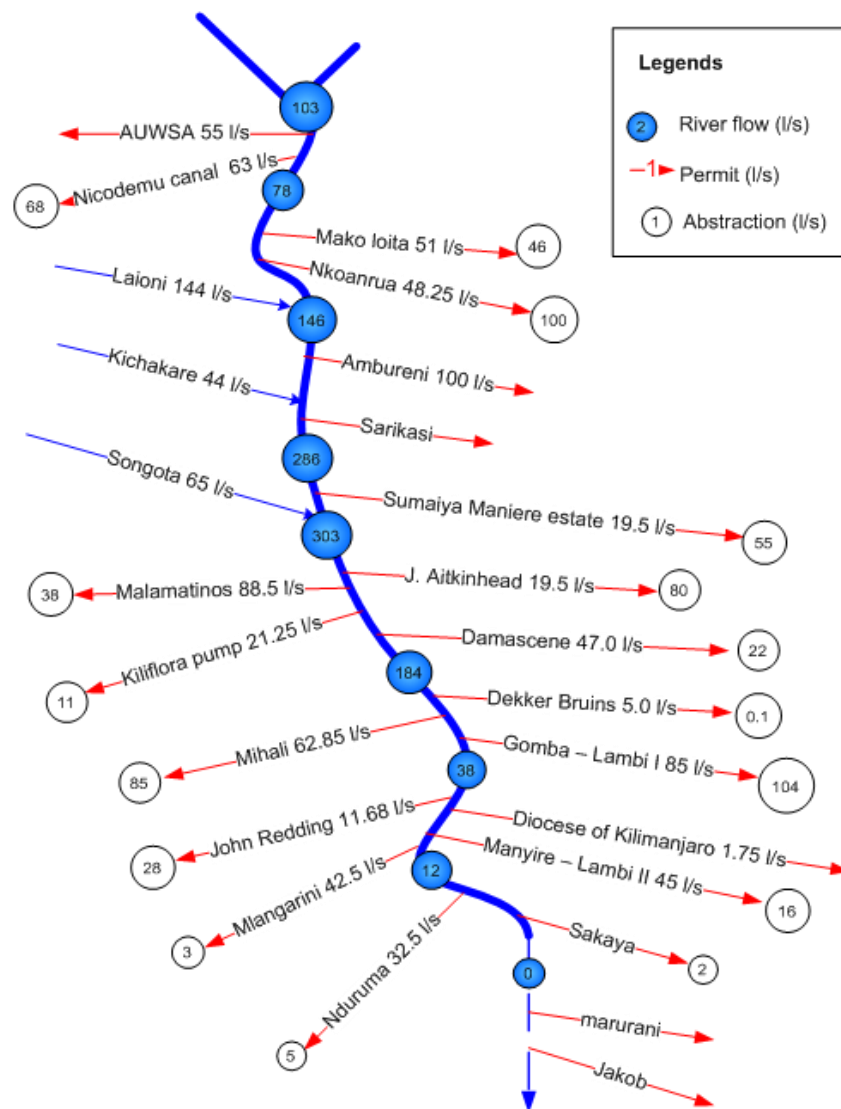 Legends
2 River flow (l/s)
1 Permit (l/s)
1 Abstraction (l/s)
103
AUWSA 55 l/s
Nicodemu canal 63 l/s
68
78
Mako loita 51 l/s
46
Nkoanrua 48.25 l/s
100
Laioni 144 l/s
146
Ambureni 100 l/s
Kichakare 44 l/s
Sarikasi
286
Songota 65 l/s
Sumaiya Maniere estate 19.5 l/s
55
303
J. Aitkinhead 19.5 l/s
80
Malamatinos 88.5 l/s
38
Kiliflora pump 21.25 l/s
11
Damascene 47.0 l/s
22
184
Dekker Bruins 5.0 l/s
0.1
Mihali 62.85 l/s
85
Gomba – Lambi I 85 l/s
104
38
John Redding 11.68 l/s
28
Diocese of Kilimanjaro 1.75 l/s
Manyire – Lambi II 45 l/s
16
Mlangarini 42.5 l/s
3
12
Nduruma 32.5 l/s
5
Sakaya
2
0
marurani
Jakob